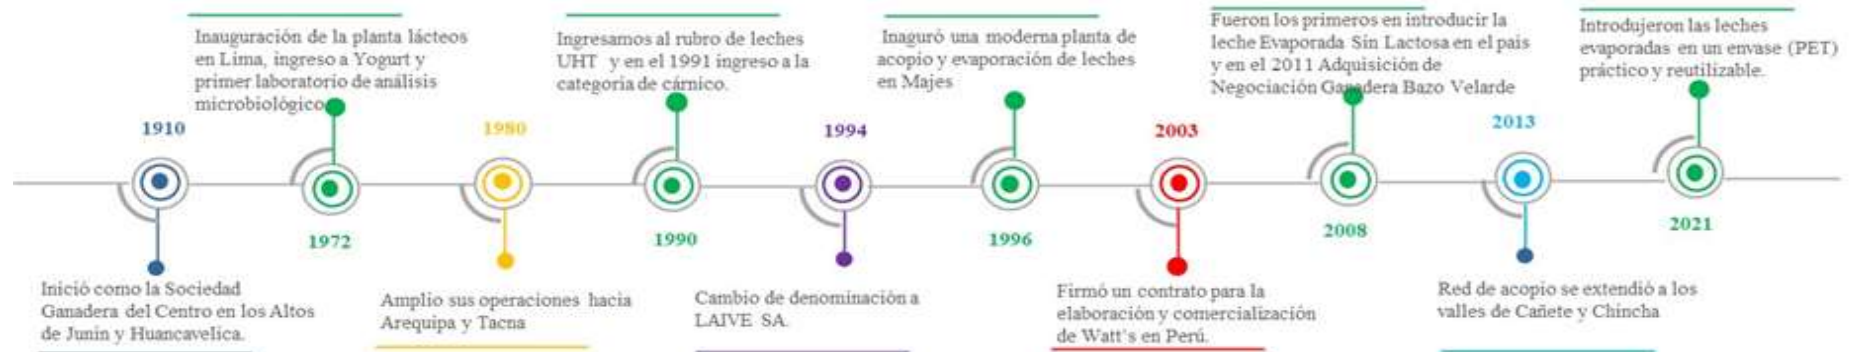 Inauguración de la planta lácteos
en Lima, ingreso a Yogurt y
primer laboratorio de análisis
microbiológico.
Ingresamos al rubro de leches
UHT y en el 1991 ingreso a la
categoría de cárnico.
Inaguró una moderna planta de
acopio y evaporación de leches
en Majes
Fueron los primeros en introducir la
leche Evaporada Sin Lactosa en el país
y en el 2011 Adquisición de
Negociación Ganadera Bazo Velarde
Introdujeron las leches
evaporadas en un envase (PET)
práctico y reutilizable.
1910
1980
1994
2003
2013
1972
1990
1996
2008
2021
Inició como la Sociedad
Ganadera del Centro en los Altos
de Junín y Huancavelica.
Amplio sus operaciones hacia
Arequipa y Tacna
Cambio de denominación a
LAIVE SA.
Firmó un contrato para la
elaboración y comercialización
de Watt's en Perú.
Red de acopio se extendió a los
valles de Cañete y Chincha